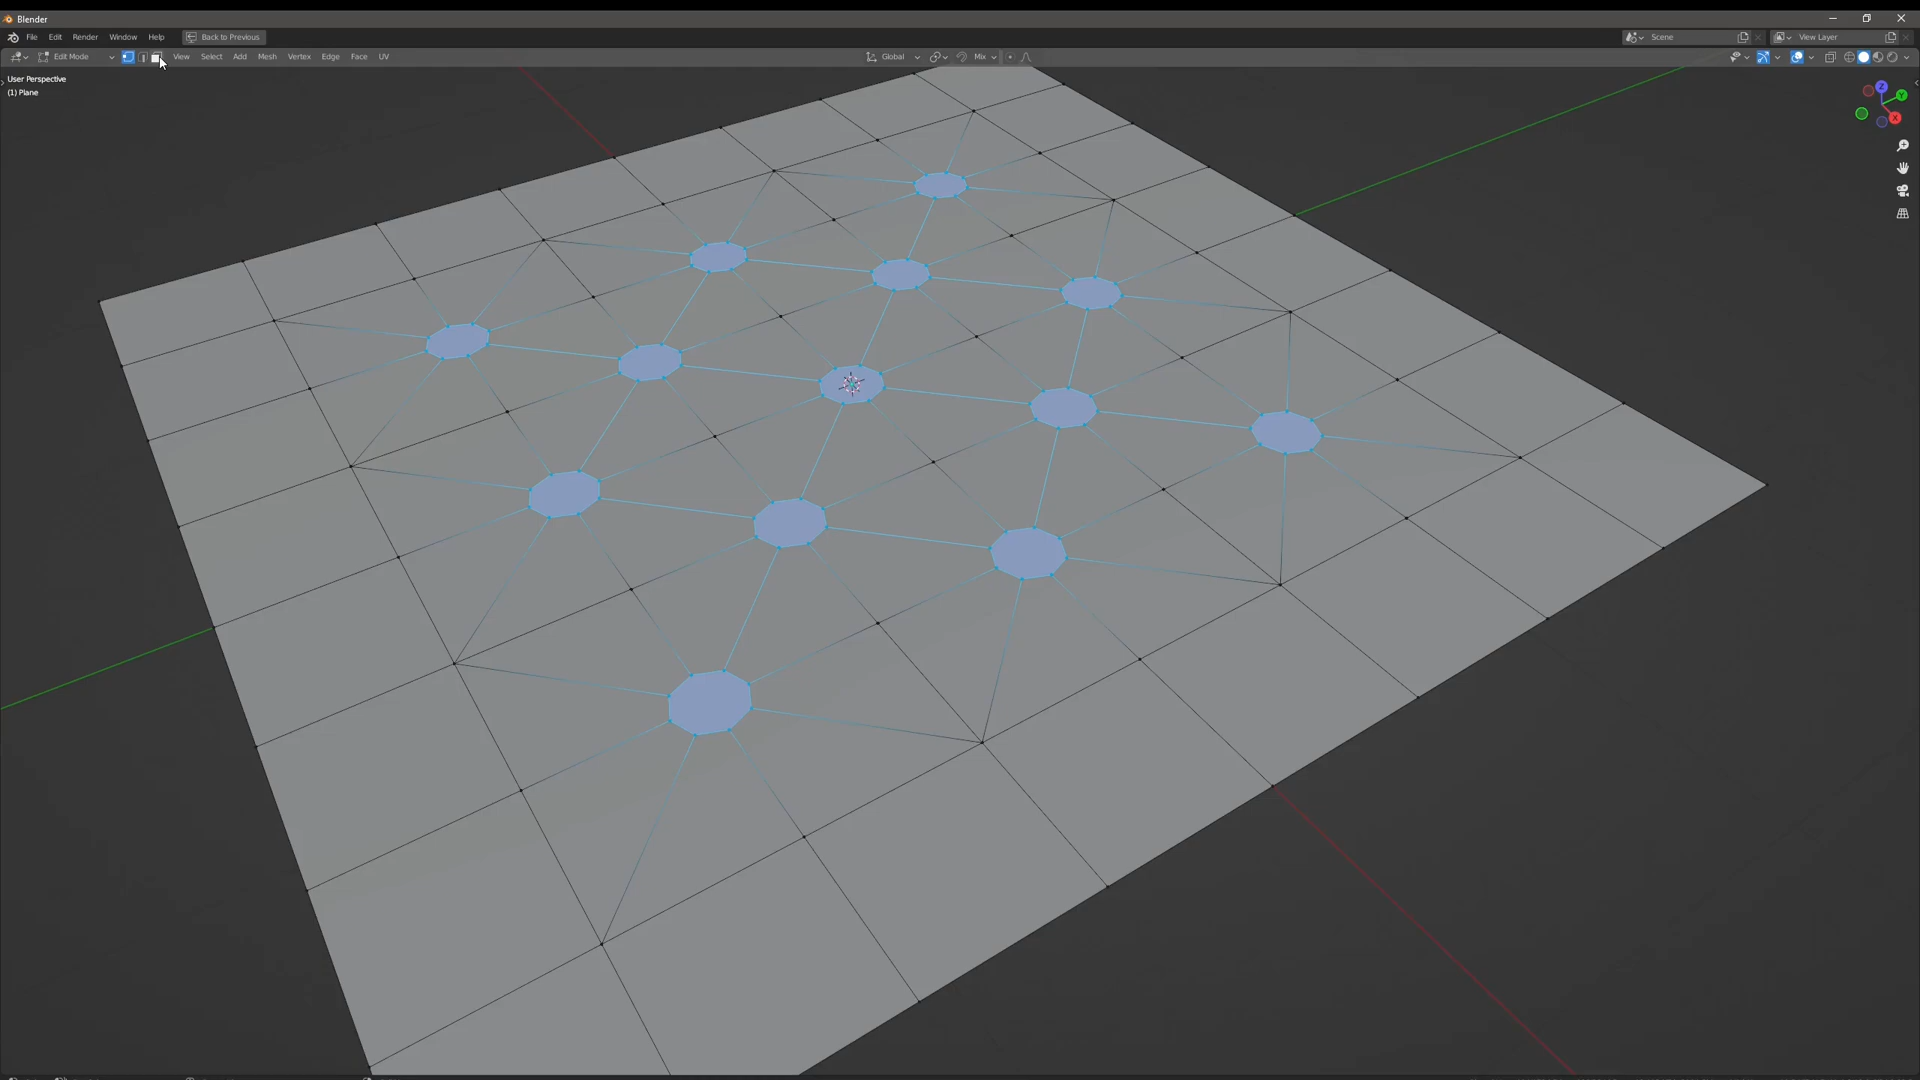 Blender
File Edit Render Window Help Back to Previous
Scene View Layer
Edit Mode View Select Add Mesh Vertex Edge Face UV Global Mix
User Perspective
(1) Plane
Z
Y
X